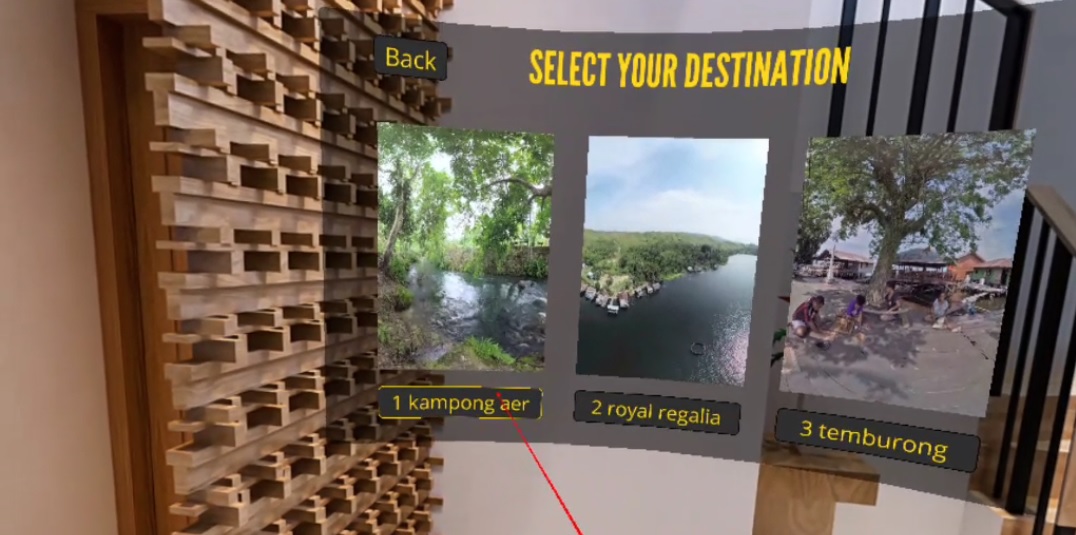 Back
SELECT YOUR DESTINATION
1 kampong aer
2 royal regalia
3 temburong